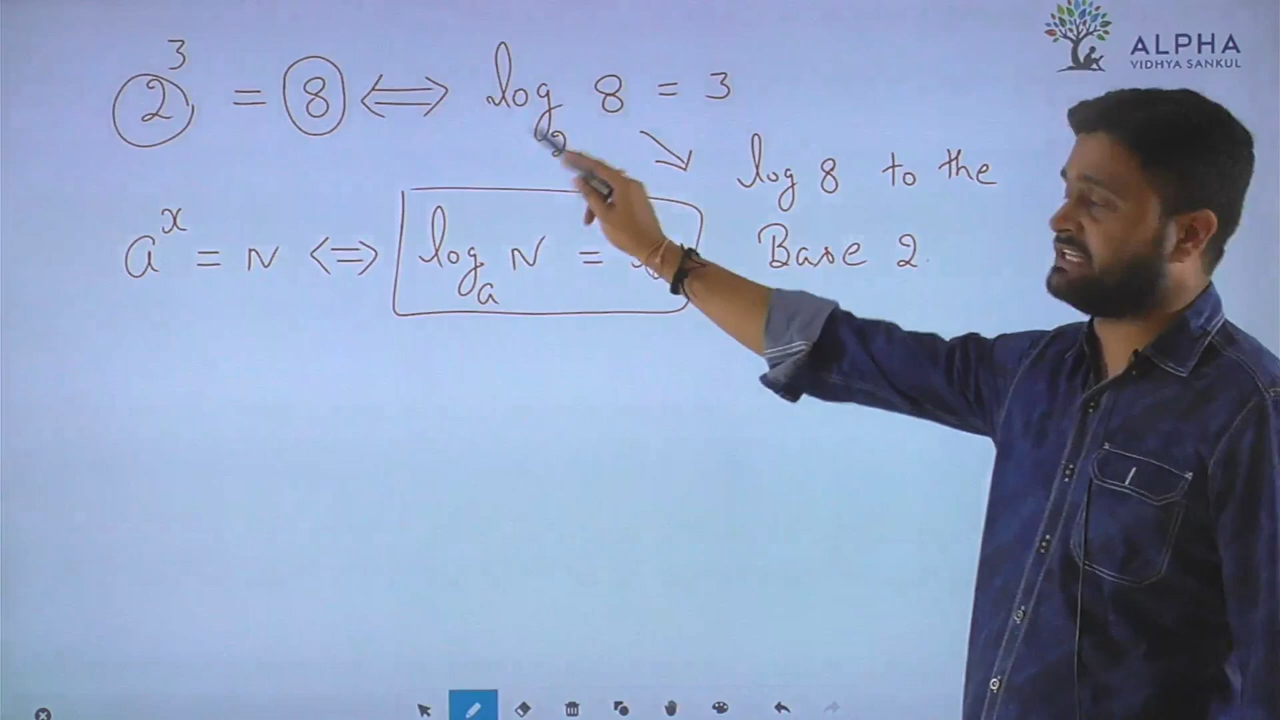 ALPHA
VIDHYA SANKUL
2³ = 8 ⟺ log₂ 8 = 3
log 8 to the
Base 2.
aˣ = N ⟺ logₐ N =